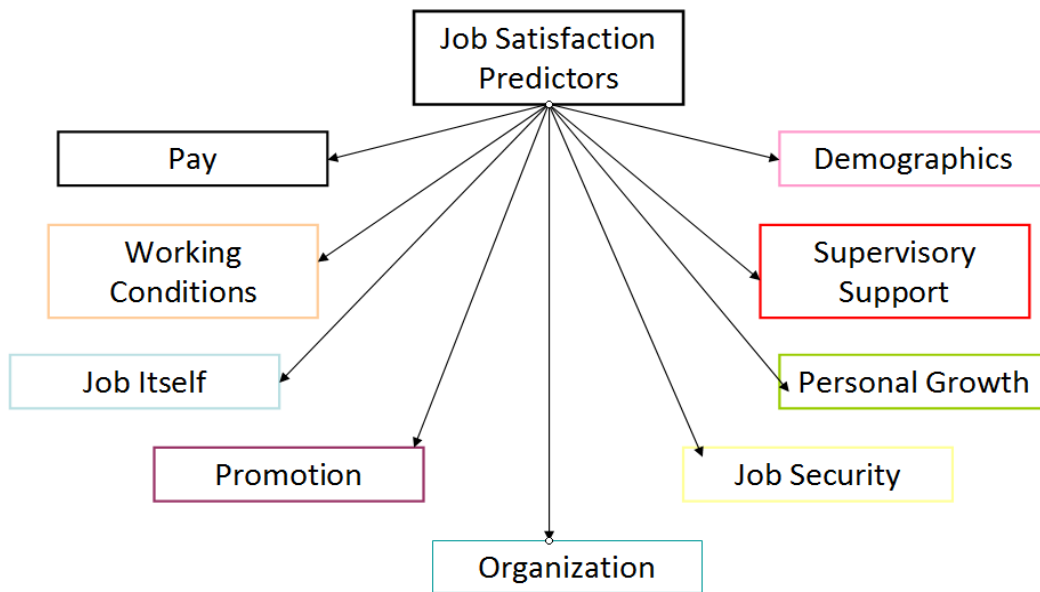 Job Satisfaction
Predictors
Pay
Demographics
Working
Conditions
Supervisory
Support
Job Itself
Personal Growth
Promotion
Job Security
Organization